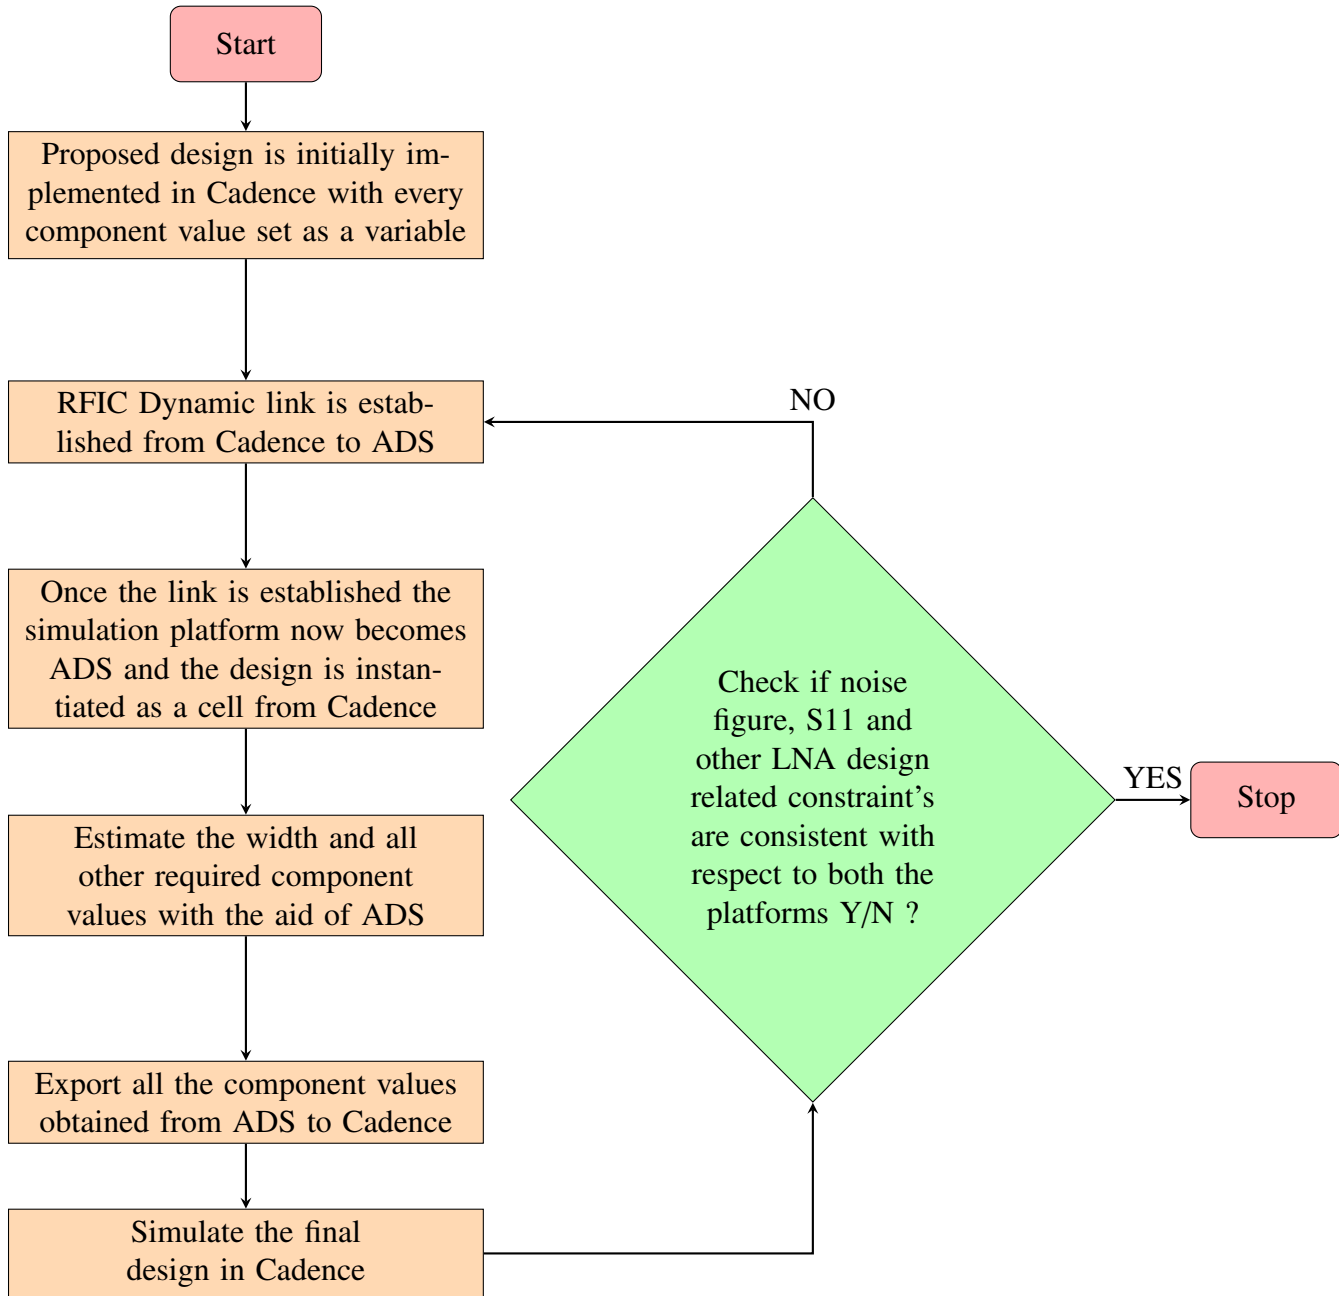 Start
Proposed design is initially im-
plemented in Cadence with every
component value set as a variable
RFIC Dynamic link is estab-
lished from Cadence to ADS
Once the link is established the
simulation platform now becomes
ADS and the design is instan-
tiated as a cell from Cadence
Estimate the width and all
other required component
values with the aid of ADS
Export all the component values
obtained from ADS to Cadence
Simulate the final
design in Cadence
Check if noise
figure, S11 and
other LNA design
related constraint's
are consistent with
respect to both the
platforms Y/N ?
NO
YES
Stop